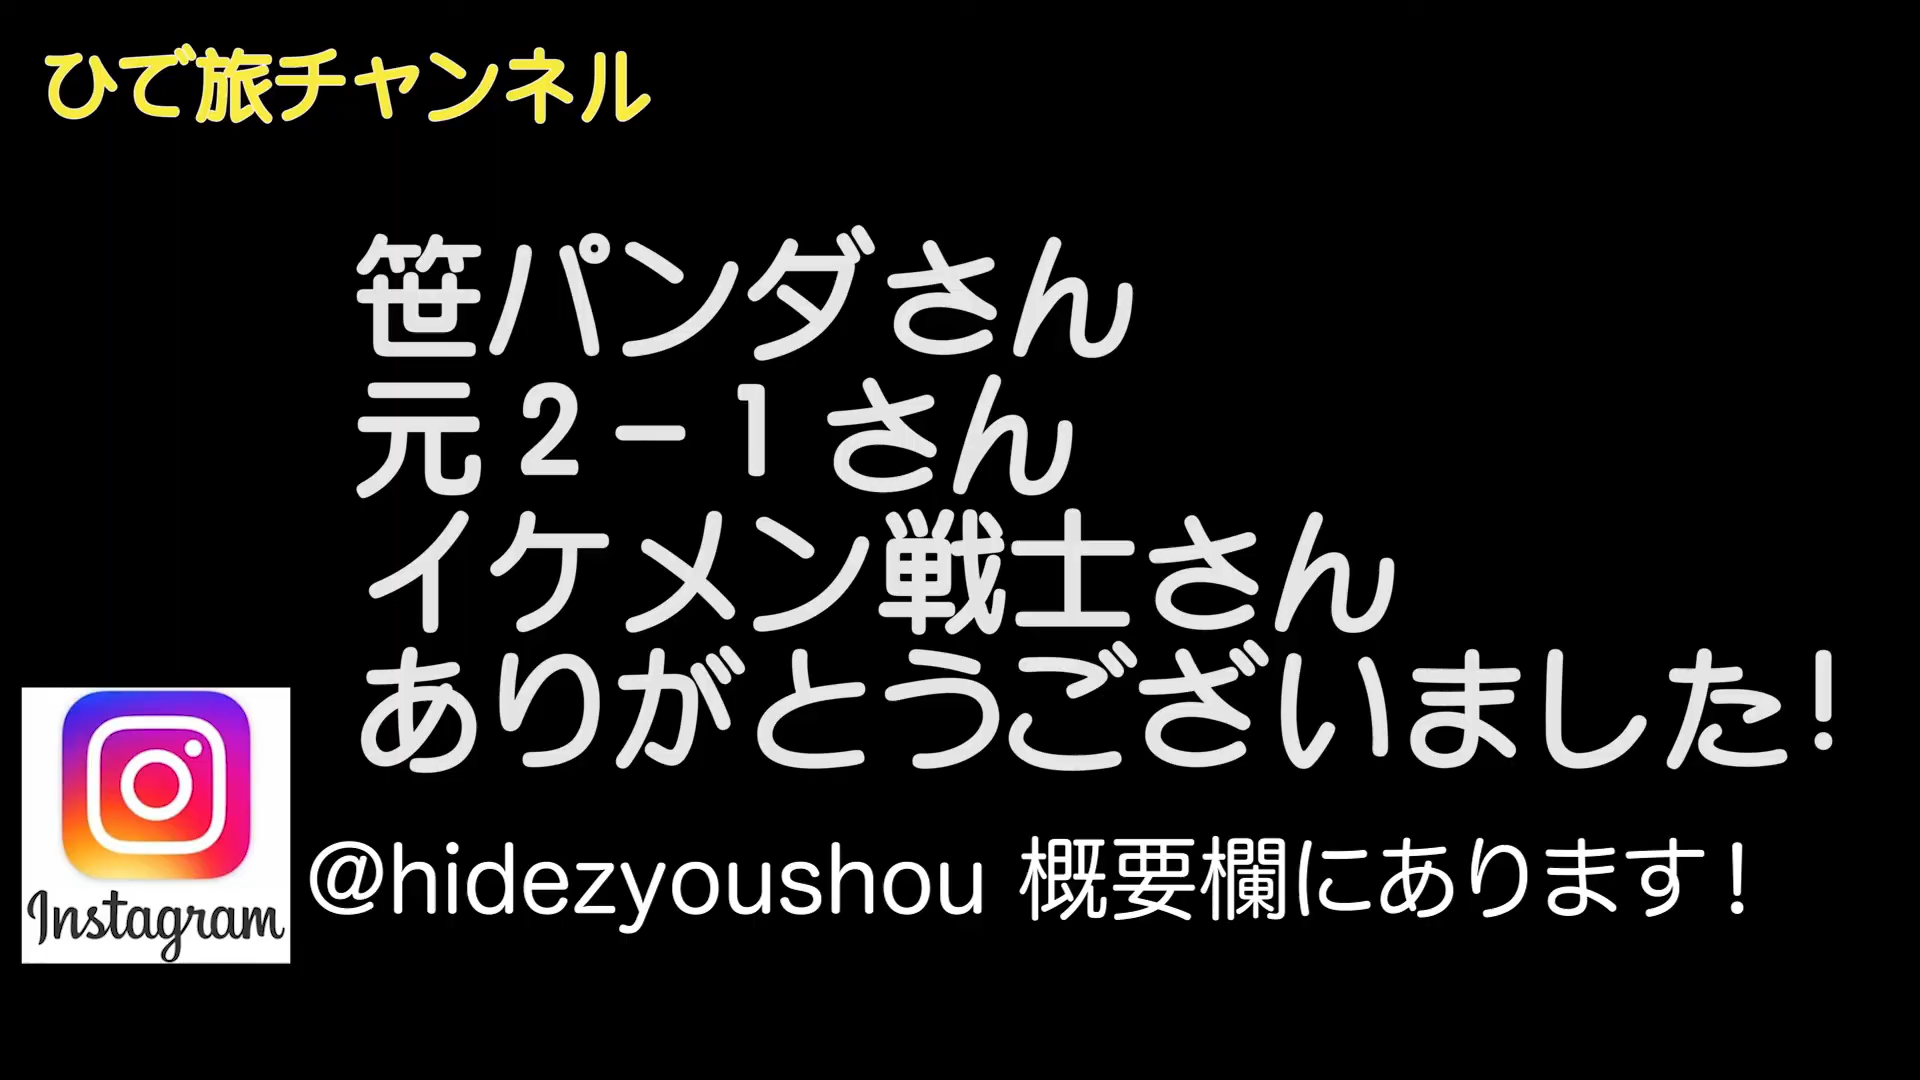 ひで旅チャンネル
笹パンダさん
元2-1さん
イケメン戦士さん
ありがとうございました!
Instagram
@hidezyoushou 概要欄にあります!